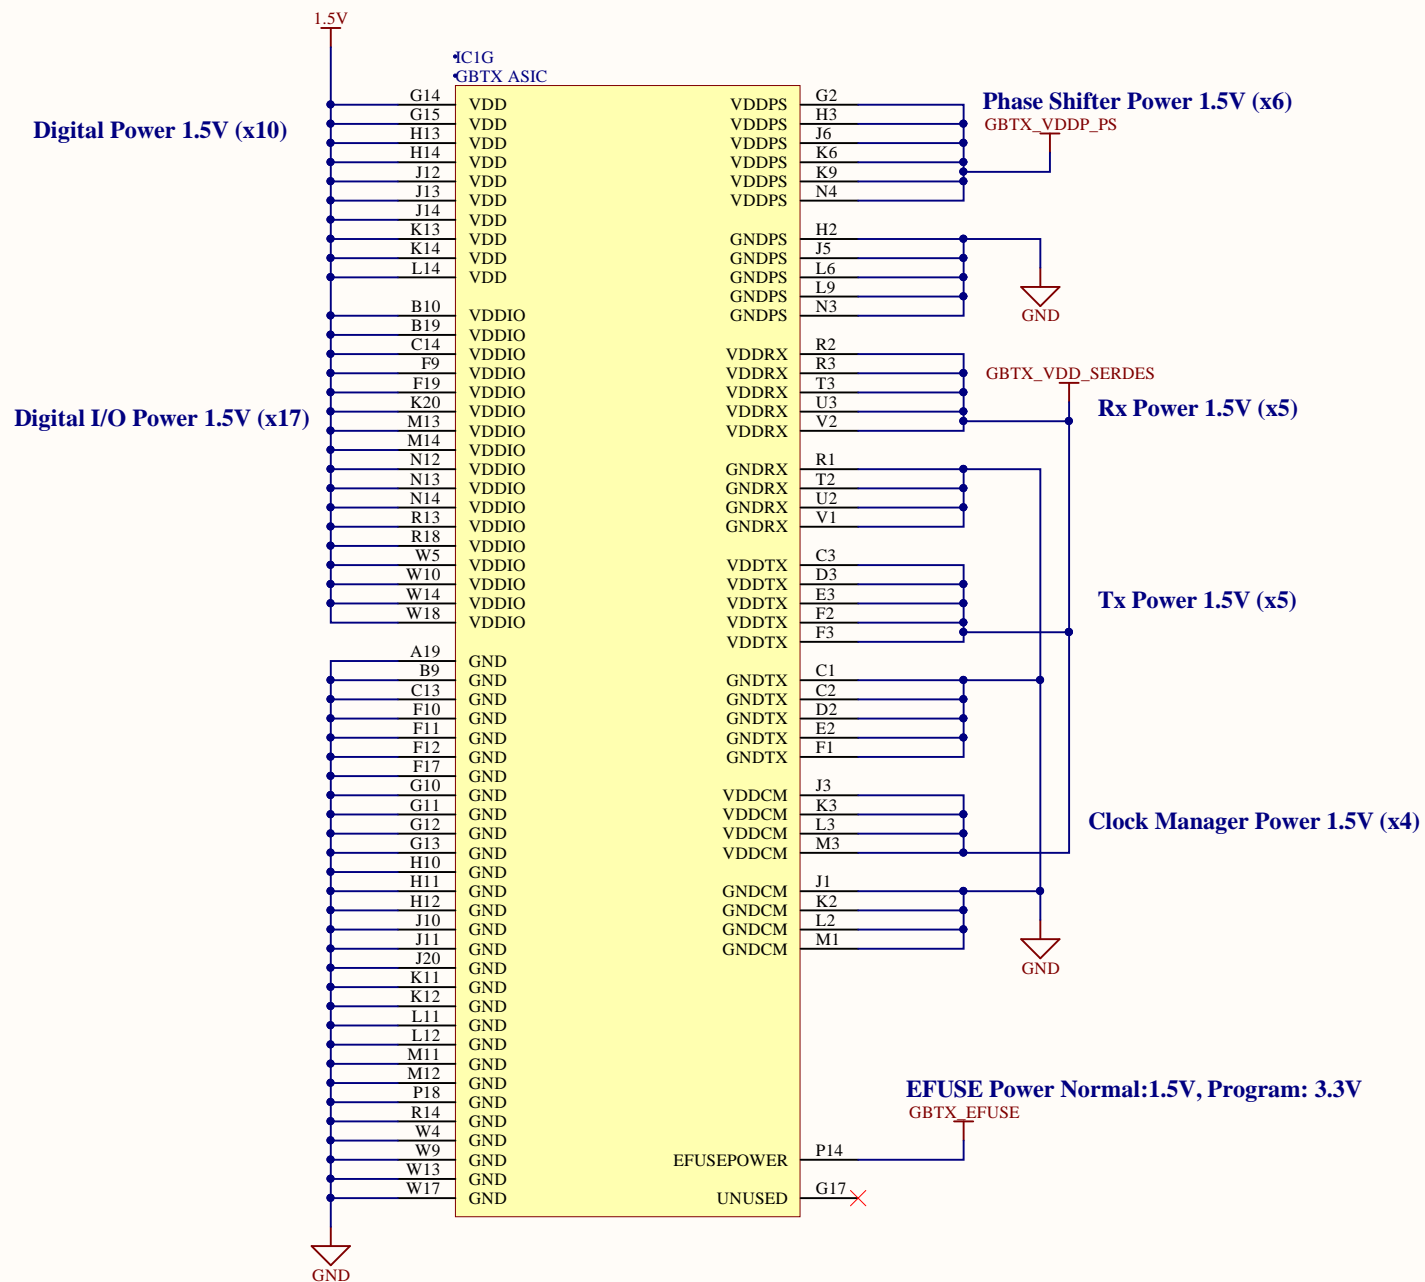 1.5V
IC1G
GBTX ASIC
Digital Power 1.5V (x10)
G14 VDD
G15 VDD
H13 VDD
H14 VDD
J12 VDD
J13 VDD
J14 VDD
K13 VDD
K14 VDD
L14 VDD
Digital I/O Power 1.5V (x17)
B10 VDDIO
B19 VDDIO
C14 VDDIO
F9 VDDIO
F19 VDDIO
K20 VDDIO
M13 VDDIO
M14 VDDIO
N12 VDDIO
N13 VDDIO
N14 VDDIO
R13 VDDIO
R18 VDDIO
W5 VDDIO
W10 VDDIO
W14 VDDIO
W18 VDDIO
A19 GND
B9 GND
C13 GND
F10 GND
F11 GND
F12 GND
F17 GND
G10 GND
G11 GND
G12 GND
G13 GND
H10 GND
H11 GND
H12 GND
J10 GND
J11 GND
J20 GND
K11 GND
K12 GND
L11 GND
L12 GND
M11 GND
M12 GND
P18 GND
R14 GND
W4 GND
W9 GND
W13 GND
W17 GND
GND
Phase Shifter Power 1.5V (x6)
GBTX_VDDP_PS
VDDPS G2
VDDPS H3
VDDPS J6
VDDPS K6
VDDPS K9
VDDPS N4
GNDPS H2
GNDPS J5
GNDPS L6
GNDPS L9
GNDPS N3
GND
GBTX_VDD_SERDES
Rx Power 1.5V (x5)
VDDRX R2
VDDRX R3
VDDRX T3
VDDRX U3
VDDRX V2
GNDRX R1
GNDRX T2
GNDRX U2
GNDRX V1
Tx Power 1.5V (x5)
VDDTX C3
VDDTX D3
VDDTX E3
VDDTX F2
VDDTX F3
GNDTX C1
GNDTX C2
GNDTX D2
GNDTX E2
GNDTX F1
Clock Manager Power 1.5V (x4)
VDDCM J3
VDDCM K3
VDDCM L3
VDDCM M3
GNDCM J1
GNDCM K2
GNDCM L2
GNDCM M1
GND
EFUSE Power Normal:1.5V, Program: 3.3V
GBTX_EFUSE
EFUSEPOWER P14
UNUSED G17